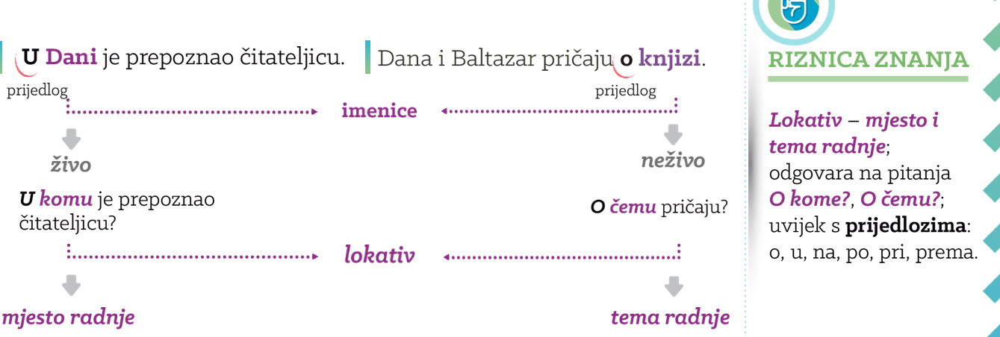 U Dani je prepoznao čitateljicu.
Dana i Baltazar pričaju o knjizi.
prijedlog
prijedlog
imenice
živo
neživo
U komu je prepoznao
čitateljicu?
O čemu pričaju?
lokativ
mjesto radnje
tema radnje
RIZNICA ZNANJA
Lokativ – mjesto i
tema radnje;
odgovara na pitanja
O kome?, O čemu?;
uvijek s prijedlozima:
o, u, na, po, pri, prema.